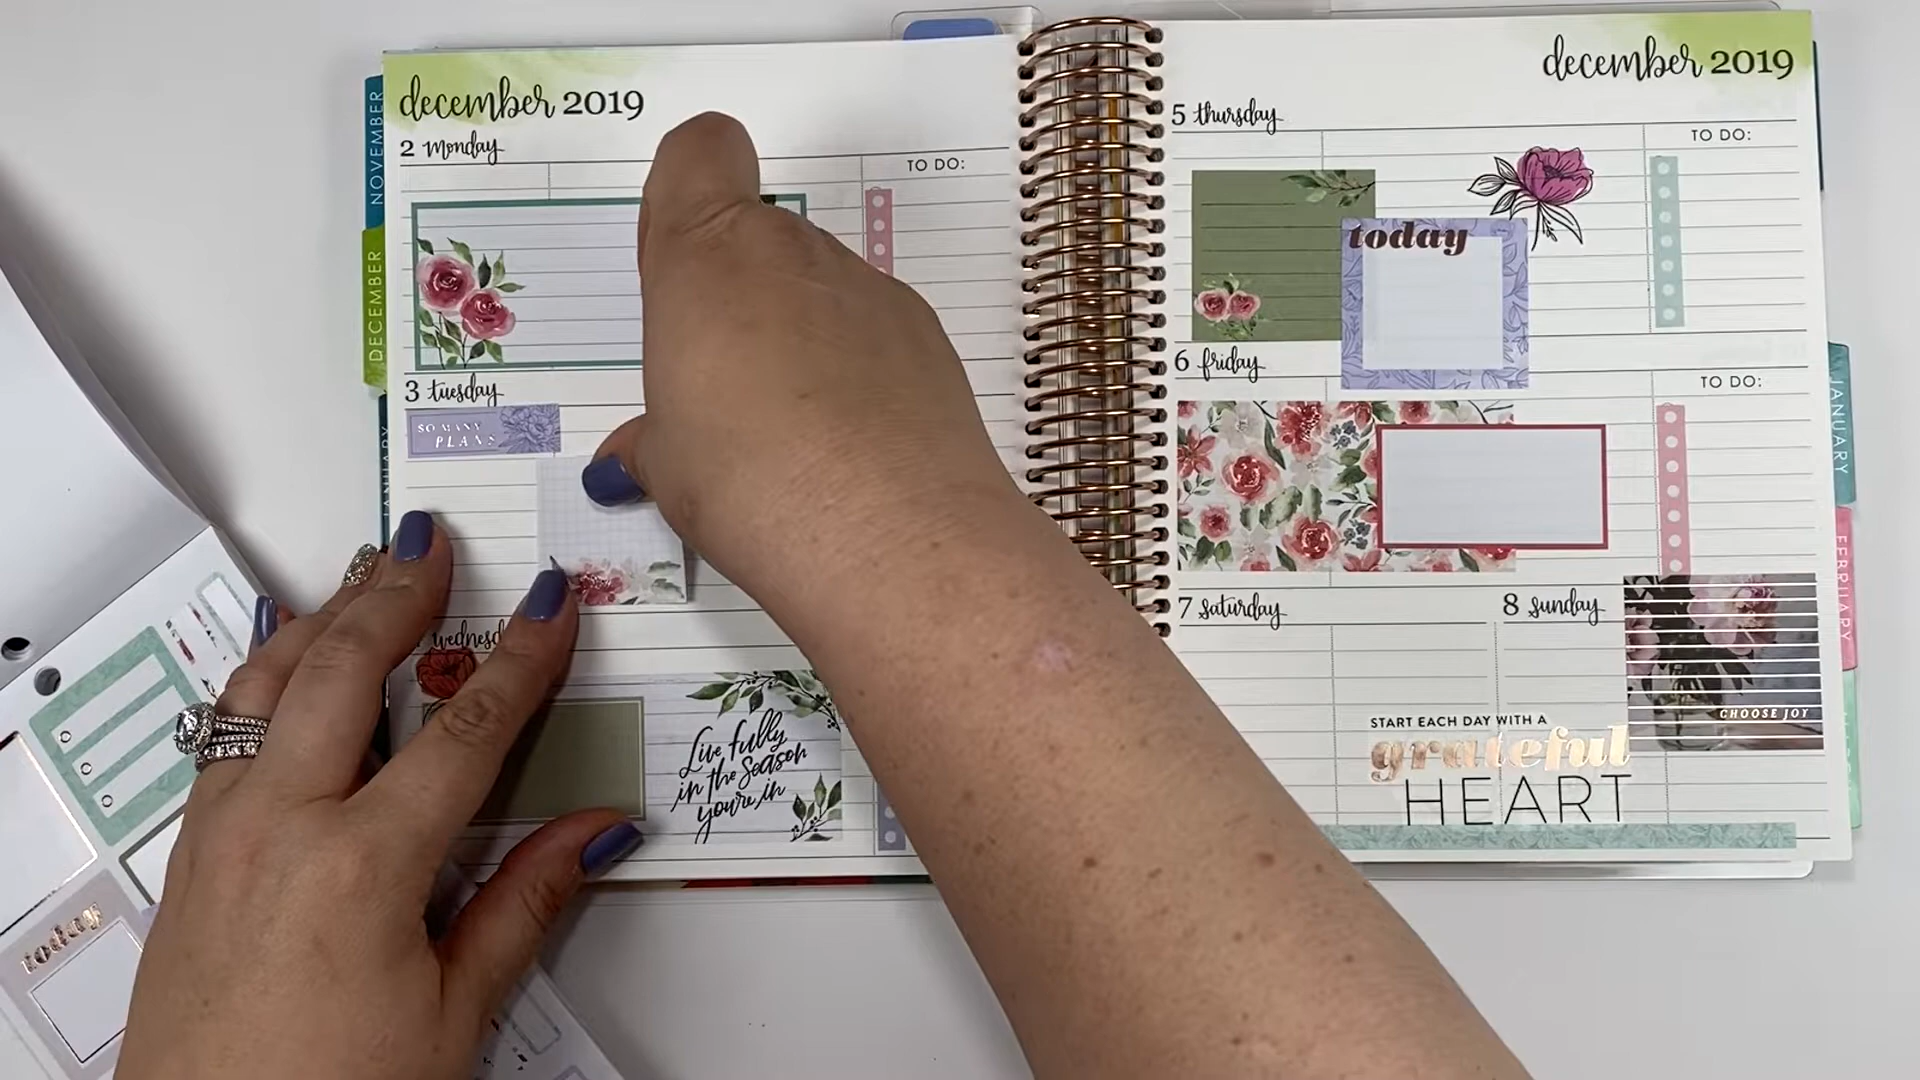 NOVEMBER
DECEMBER
JANUARY
december 2019
2 monday
TO DO:
3 tuesday
SO MANY
PLANS
Live fully
in the season
you're in
today
december 2019
5 thursday
TO DO:
today
6 friday
TO DO:
7 saturday
8 sunday
CHOOSE JOY
START EACH DAY WITH A
grateful
HEART
JANUARY
FEBRUARY